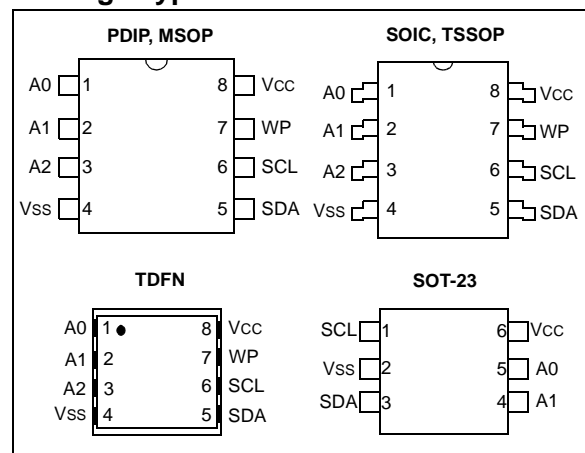 PDIP, MSOP
A0 1 8 VCC
A1 2 7 WP
A2 3 6 SCL
VSS 4 5 SDA
SOIC, TSSOP
A0 1 8 VCC
A1 2 7 WP
A2 3 6 SCL
VSS 4 5 SDA
TDFN
A0 1 8 VCC
A1 2 7 WP
A2 3 6 SCL
VSS 4 5 SDA
SOT-23
SCL 1 6 VCC
VSS 2 5 A0
SDA 3 4 A1